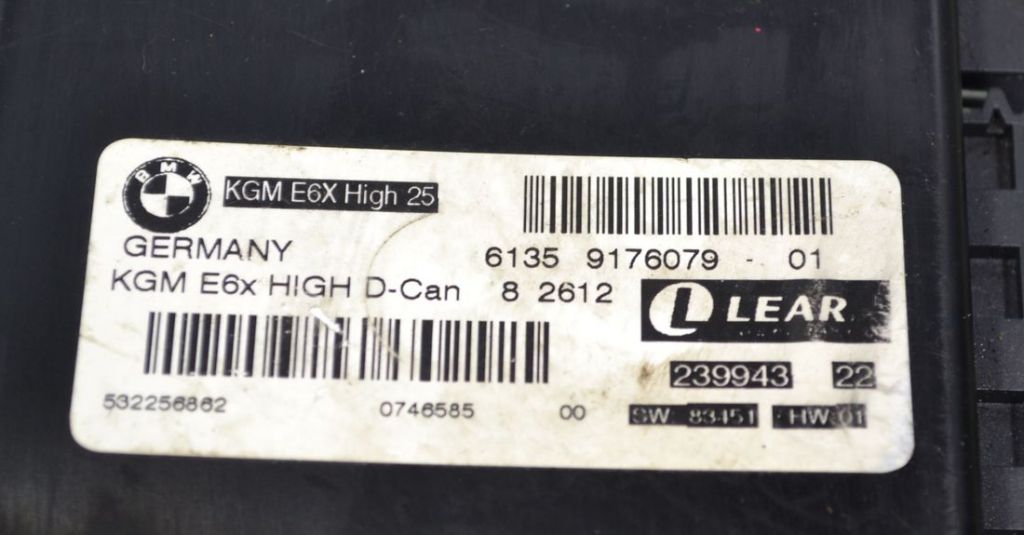 BMW
KGM E6X High 25
GERMANY
6135 9176079 - 01
KGM E6x HIGH D-Can 8 2612
L LEAR
239943 22
532256862 0746585 00
SW 83451 HW 01